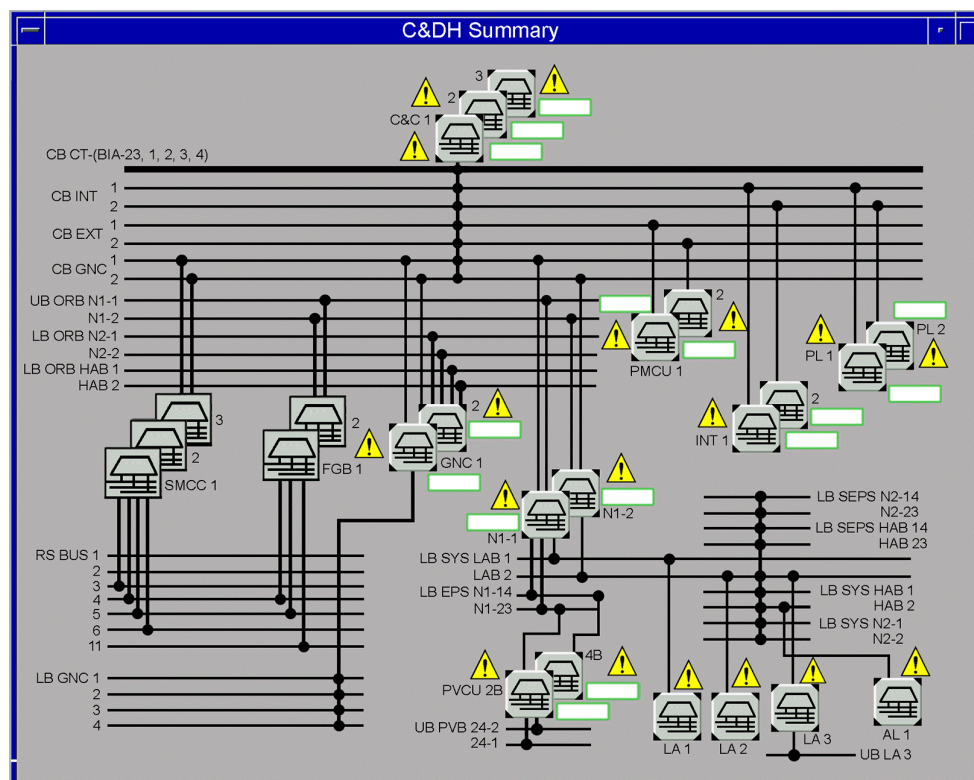 C&DH Summary
3
2
C&C 1
CB CT-(BIA-23, 1, 2, 3, 4)
CB INT 1
2
CB EXT 1
2
CB GNC 1
2
UB ORB N1-1
N1-2
LB ORB N2-1
N2-2
LB ORB HAB 1
HAB 2
2
PMCU 1
PL 2
PL 1
3
2
SMCC 1
2
FGB 1
2
GNC 1
2
INT 1
N1-2
N1-1
LB SEPS N2-14
N2-23
LB SEPS HAB 14
HAB 23
RS BUS 1
2
3
4
5
6
11
LB SYS LAB 1
LAB 2
LB EPS N1-14
N1-23
LB SYS HAB 1
HAB 2
LB SYS N2-1
N2-2
LB GNC 1
2
3
4
4B
PVCU 2B
UB PVB 24-2
24-1
LA 1
LA 2
LA 3
AL 1
UB LA 3